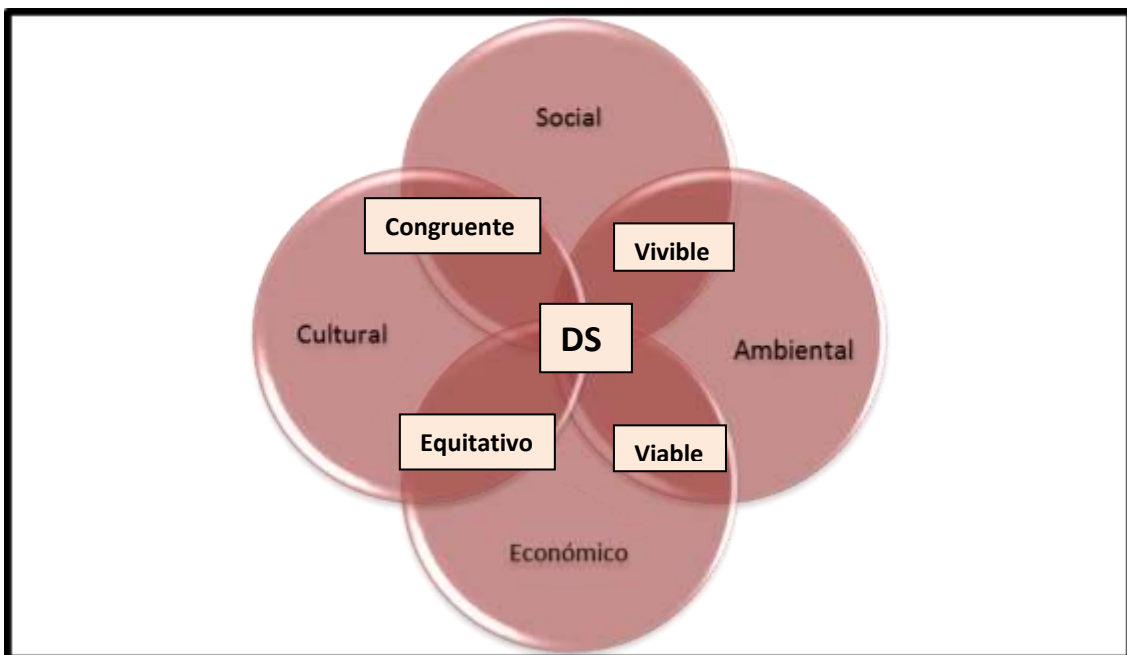 Social
Congruente
Vivible
Cultural
DS
Ambiental
Equitativo
Viable
Económico